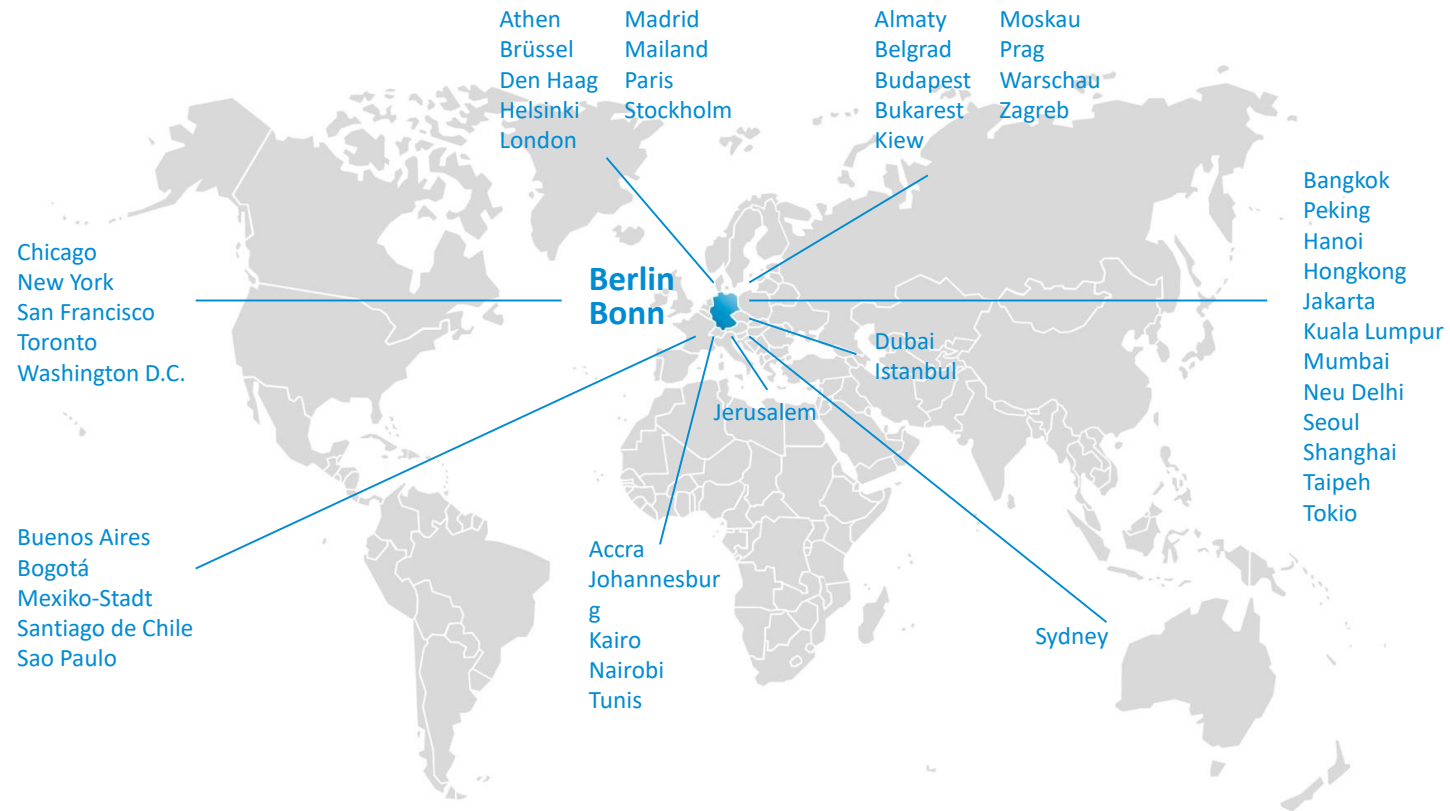 Athen
Brüssel
Den Haag
Helsinki
London
Madrid
Mailand
Paris
Stockholm
Almaty
Belgrad
Budapest
Bukarest
Kiew
Moskau
Prag
Warschau
Zagreb
Chicago
New York
San Francisco
Toronto
Washington D.C.
Berlin
Bonn
Dubai
Istanbul
Jerusalem
Bangkok
Peking
Hanoi
Hongkong
Jakarta
Kuala Lumpur
Mumbai
Neu Delhi
Seoul
Shanghai
Taipeh
Tokio
Buenos Aires
Bogotá
Mexiko-Stadt
Santiago de Chile
Sao Paulo
Accra
Johannesbur
g
Kairo
Nairobi
Tunis
Sydney